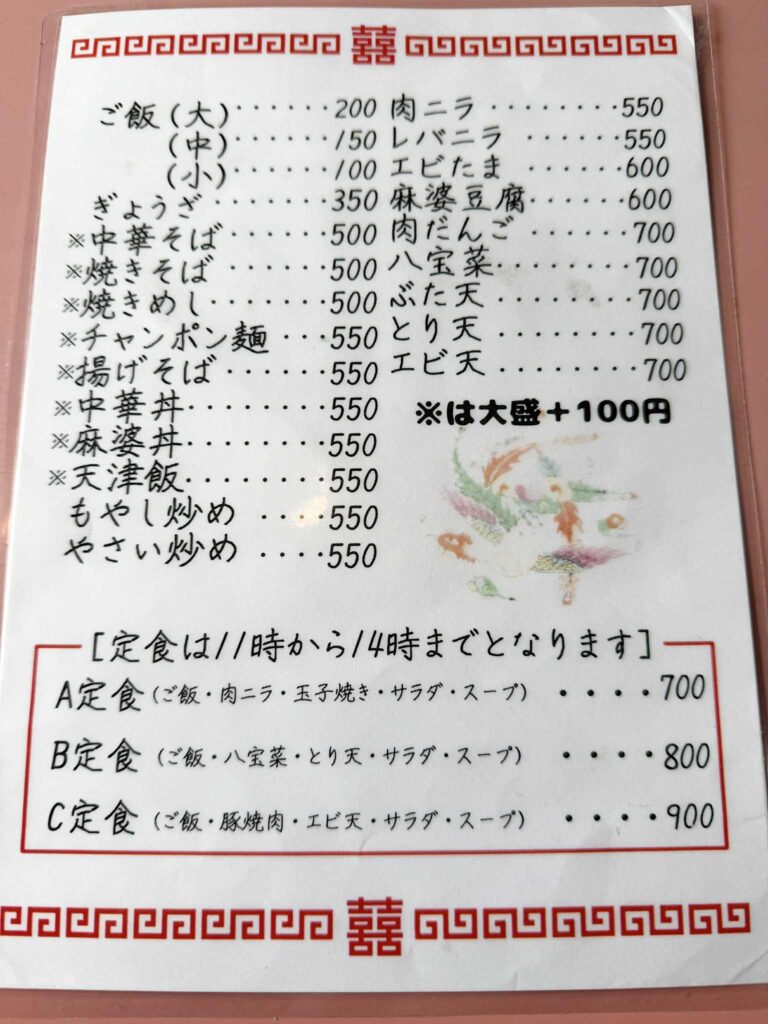 囍
ご飯(大)······200
(中)······150
(小)······100
ぎょうざ·······350
※中華そば······500
※焼きそば······500
※焼きめし·······500
※チャンポン麺···550
※揚げそば······550
※中華丼········550
※麻婆丼········550
※天津飯········550
もやし炒め····550
やさい炒め····550
肉ニラ········550
レバニラ······550
エビたま······600
麻婆豆腐······600
肉だんご······700
八宝菜·······700
ぶた天········700
とり天········700
エビ天········700
※は大盛+100円
[定食は11時から14時までとなります]
A定食(ご飯・肉ニラ・玉子焼き・サラダ・スープ)・・・・700
B定食(ご飯・八宝菜・とり天・サラダ・スープ)・・・・800
C定食(ご飯・豚焼肉・エビ天・サラダ・スープ)・・・・900
囍